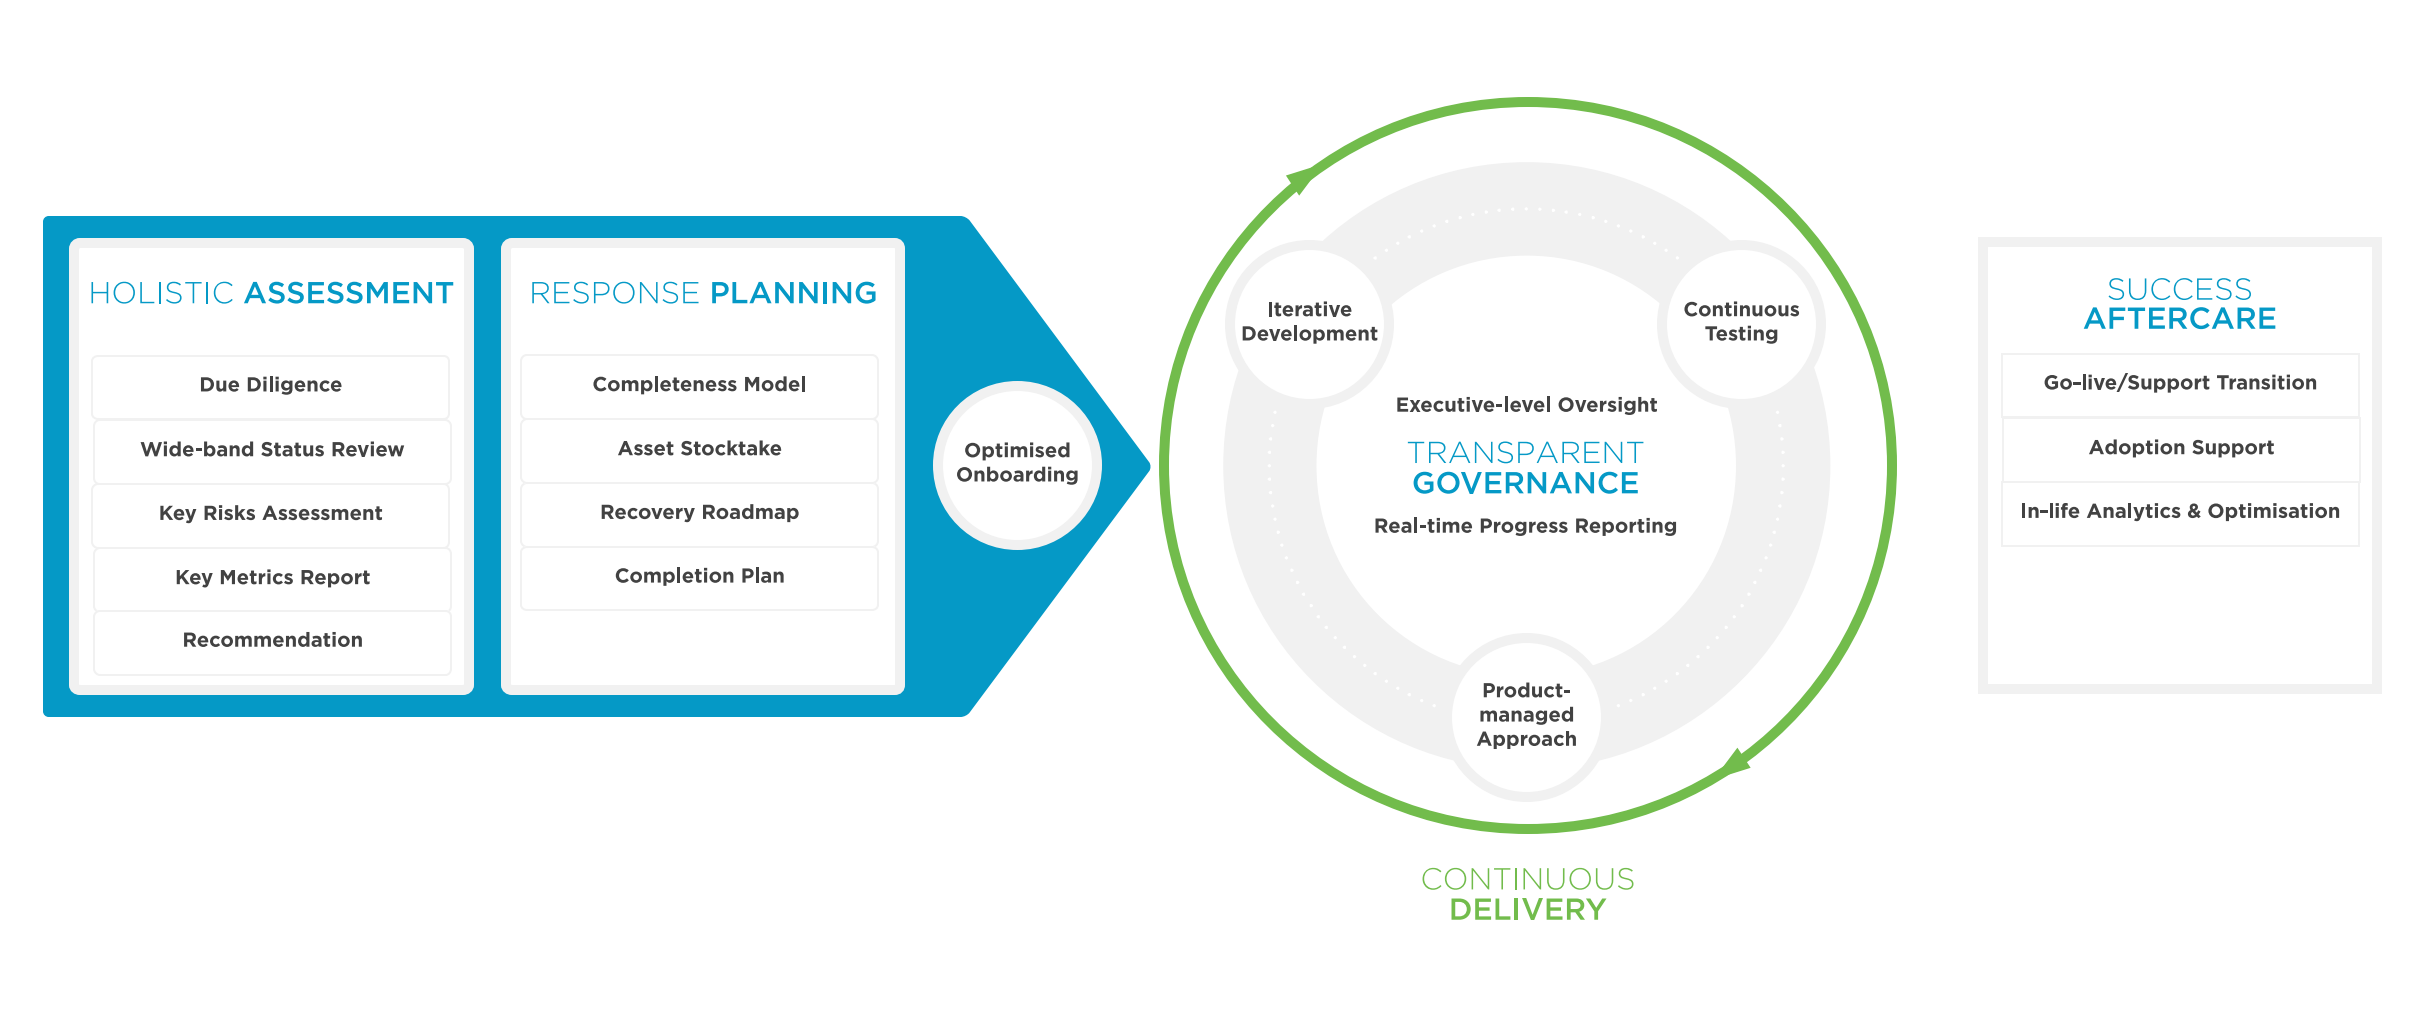 HOLISTIC ASSESSMENT
Due Diligence
Wide-band Status Review
Key Risks Assessment
Key Metrics Report
Recommendation
RESPONSE PLANNING
Completeness Model
Asset Stocktake
Recovery Roadmap
Completion Plan
Optimised
Onboarding
Iterative
Development
Continuous
Testing
Executive-level Oversight
TRANSPARENT
GOVERNANCE
Real-time Progress Reporting
Product-
managed
Approach
CONTINUOUS
DELIVERY
SUCCESS
AFTERCARE
Go-live/Support Transition
Adoption Support
In-life Analytics & Optimisation